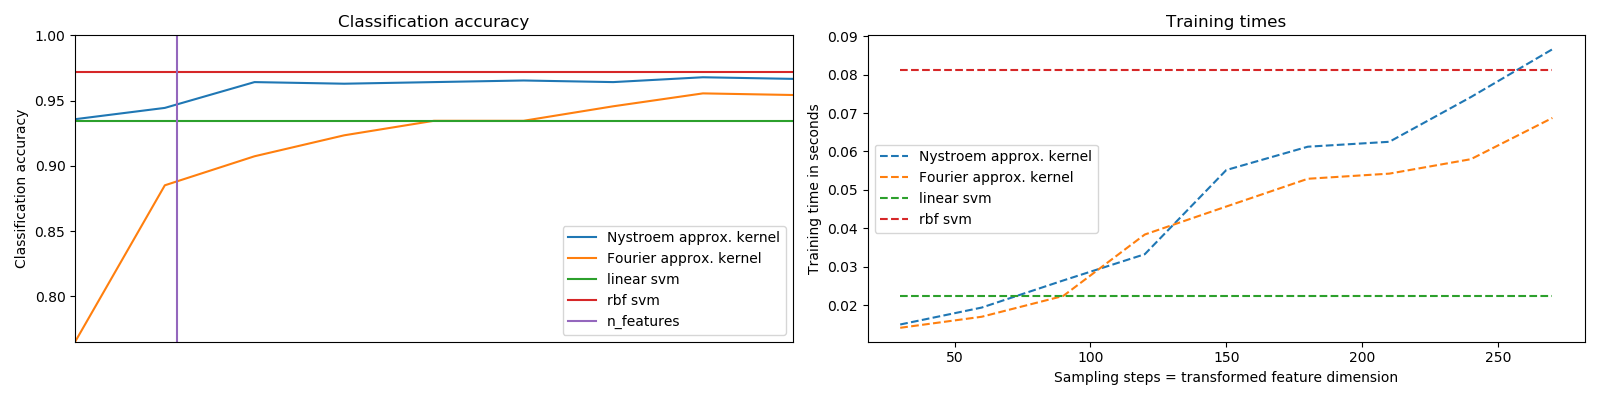 Classification accuracy
1.00
0.95
0.90
0.85
0.80
Classification accuracy
Nystroem approx. kernel
Fourier approx. kernel
linear svm
rbf svm
n_features
Training times
0.09
0.08
0.07
0.06
0.05
0.04
0.03
0.02
Training time in seconds
Nystroem approx. kernel
Fourier approx. kernel
linear svm
rbf svm
50 100 150 200 250
Sampling steps = transformed feature dimension